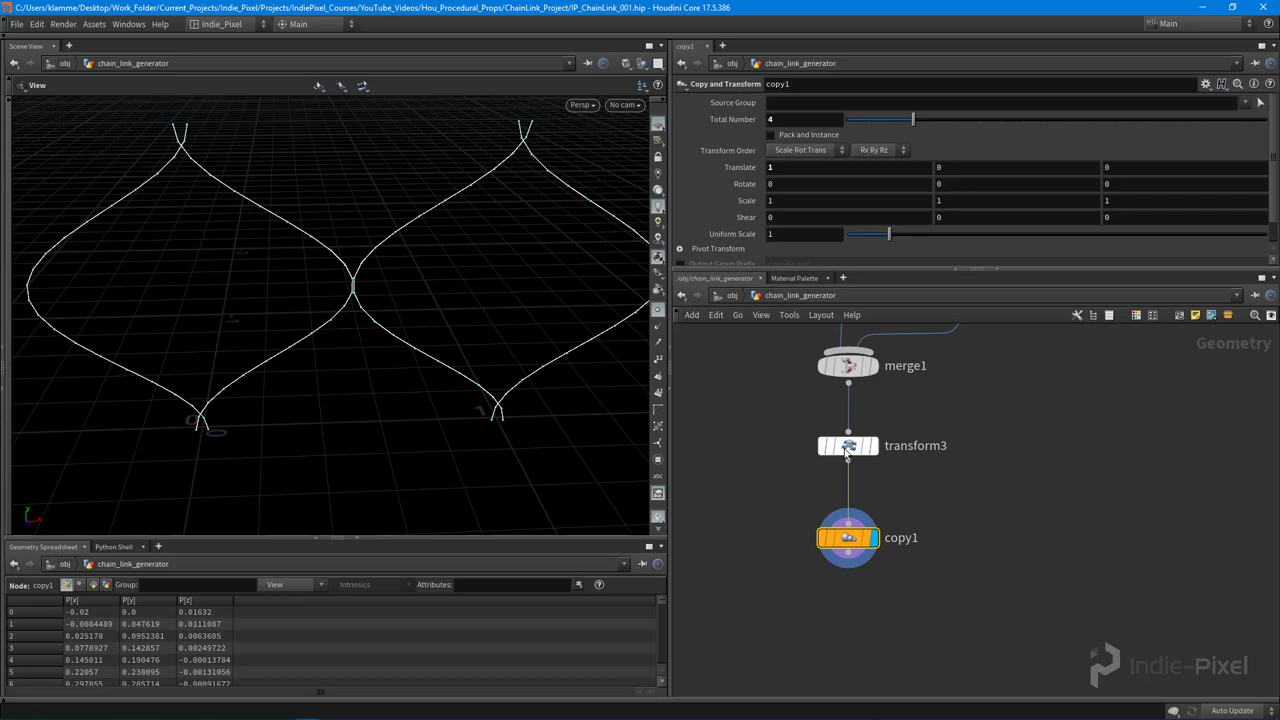 C:/Users/klamme/Desktop/Work_Folder/Current_Projects/Indie_Pixel/Projects/IndiePixel_Courses/YouTube_Videos/Hou_Procedural_Props/ChainLink_Project/IP_ChainLink_001.hip - Houdini Core 17.5.386
File Edit Render Assets Windows Help Indie_Pixel Main Main
Scene View
obj chain_link_generator
View
Persp No cam
abc
Geometry Spreadsheet Python Shell
obj chain_link_generator
Node: copy1 Group: View Intrinsics Attributes:
P[x] P[y] P[z]
0 -0.02 0.0 0.01632
1 -0.0084489 0.047619 0.0111087
2 0.025178 0.0952381 0.0063605
3 0.0778927 0.142857 0.00249722
4 0.145011 0.190476 -0.00013784
5 0.22057 0.238095 -0.00131056
6 0.297855 0.285714 -0.00091672
copy1
obj chain_link_generator
Copy and Transform copy1
Source Group
Total Number 4
Pack and Instance
Transform Order Scale Rot Trans Rx Ry Rz
Translate 1 0 0
Rotate 0 0 0
Scale 1 1 1
Shear 0 0 0
Uniform Scale 1
Pivot Transform
/obj/chain_link_generator Material Palette
obj chain_link_generator
Add Edit Go View Tools Layout Help
Geometry
merge1
transform3
copy1
Indie-Pixel
Auto Update